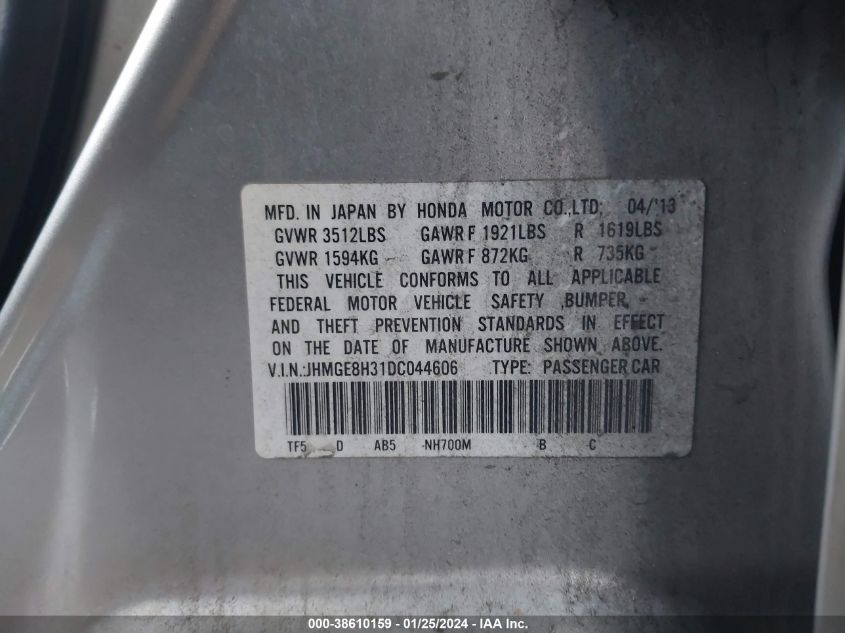 MFD. IN JAPAN BY HONDA MOTOR CO.,LTD; 04/'13
GVWR 3512LBS GAWR F 1921LBS R 1619LBS
GVWR 1594KG GAWR F 872KG R 735KG
THIS VEHICLE CONFORMS TO ALL APPLICABLE
FEDERAL MOTOR VEHICLE SAFETY, BUMPER,
AND THEFT PREVENTION STANDARDS IN EFFECT
ON THE DATE OF MANUFACTURE SHOWN ABOVE.
V.I.N.:JHMGE8H31DC044606 TYPE: PASSENGER CAR
TF5 D AB5 NH700M B C
000-38610159 - 01/25/2024 - IAA Inc.